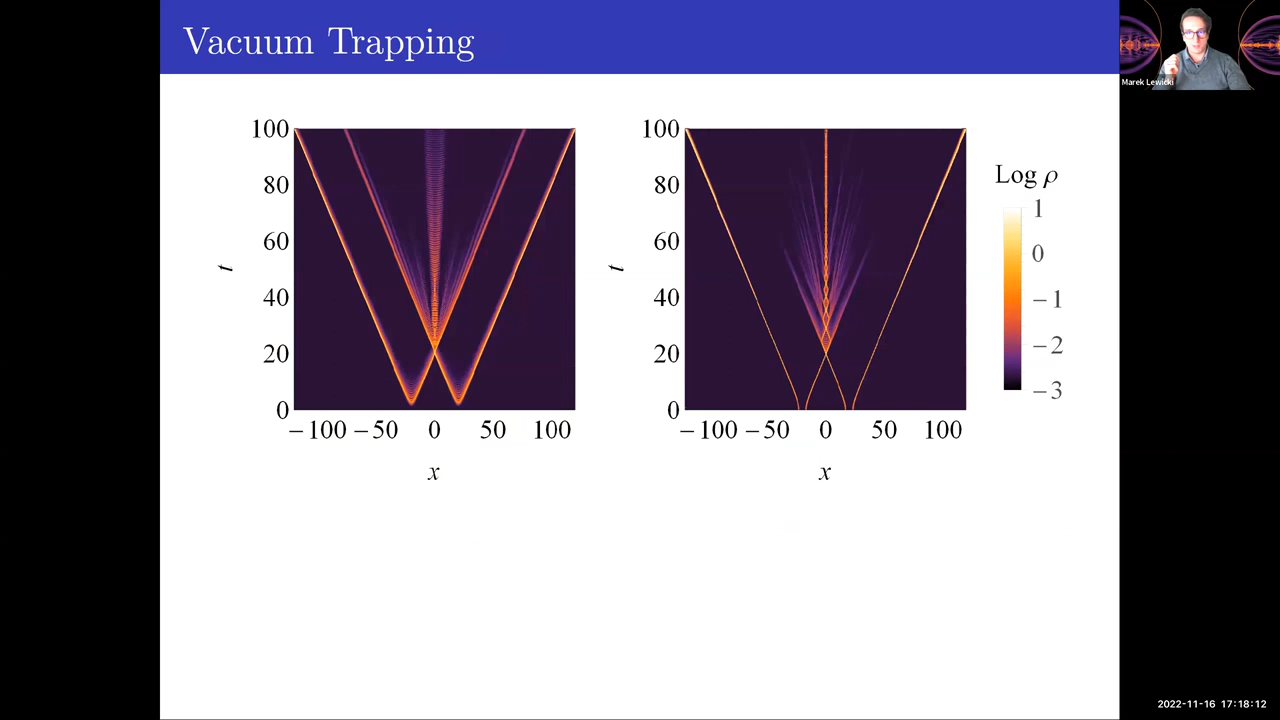 Vacuum Trapping
Marek Lewicki
100
80
60
40
20
0
t
−100 −50 0 50 100
x
100
80
60
40
20
0
t
−100 −50 0 50 100
x
Log ρ
1
0
−1
−2
−3
2022-11-16 17:18:12